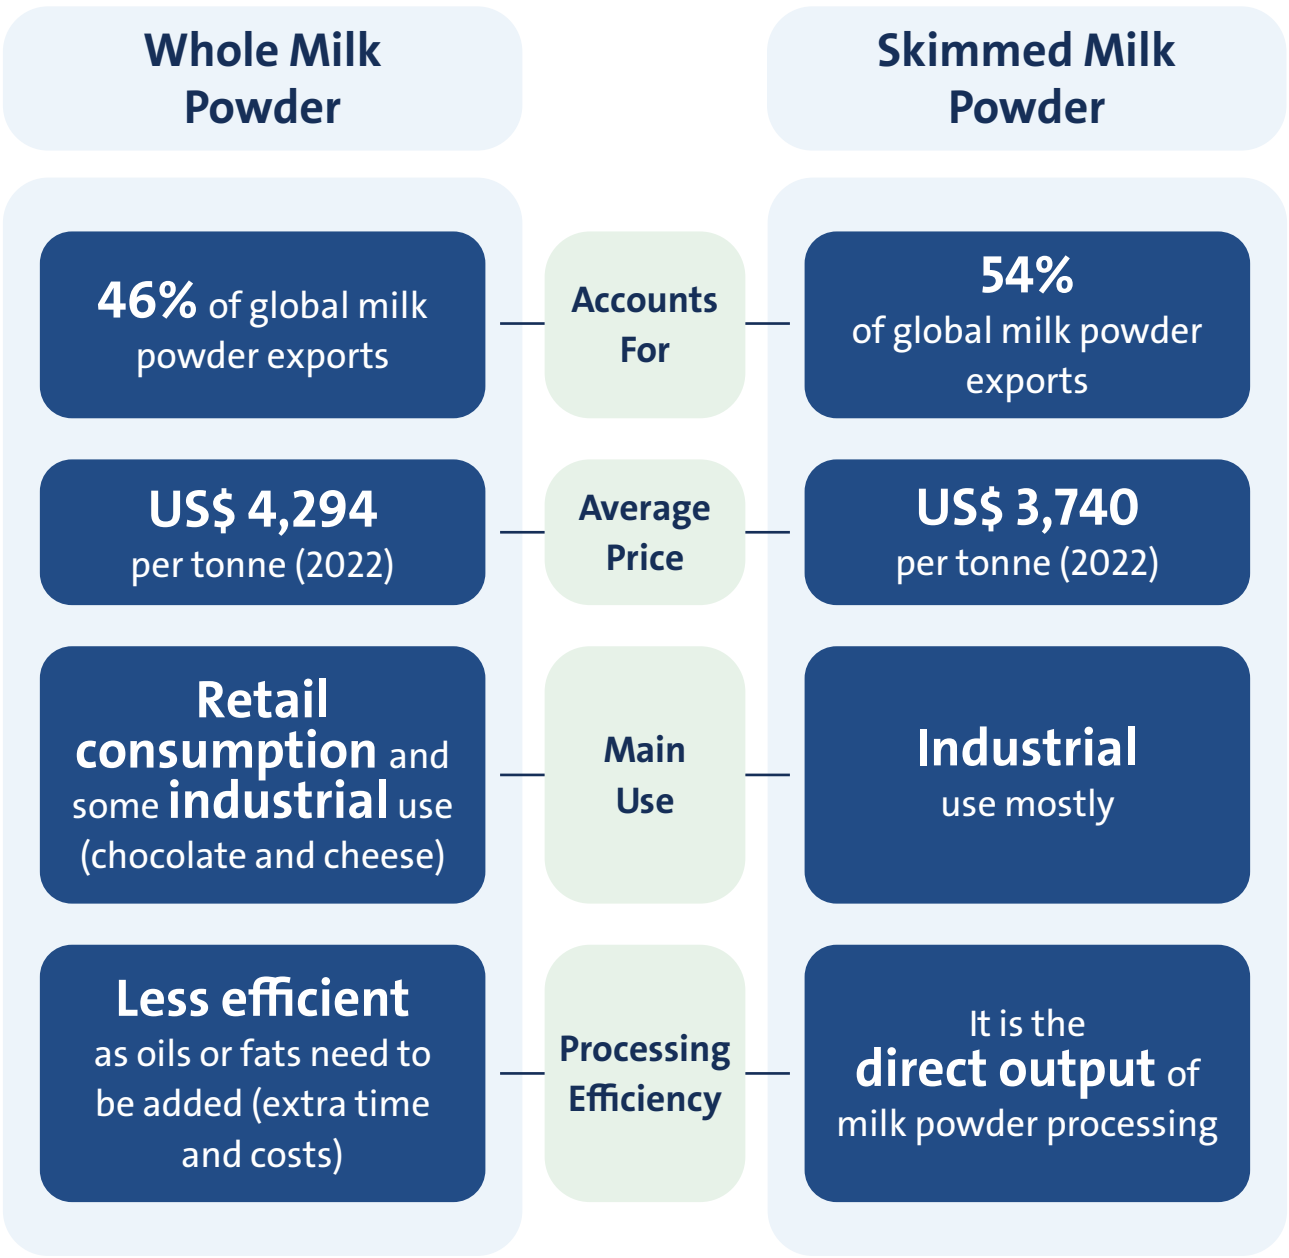 Whole Milk
Powder
Skimmed Milk
Powder
46% of global milk
powder exports
Accounts
For
54%
of global milk powder
exports
US$ 4,294
per tonne (2022)
Average
Price
US$ 3,740
per tonne (2022)
Retail
consumption and
some industrial use
(chocolate and cheese)
Main
Use
Industrial
use mostly
Less efficient
as oils or fats need to
be added (extra time
and costs)
Processing
Efficiency
It is the
direct output of
milk powder processing